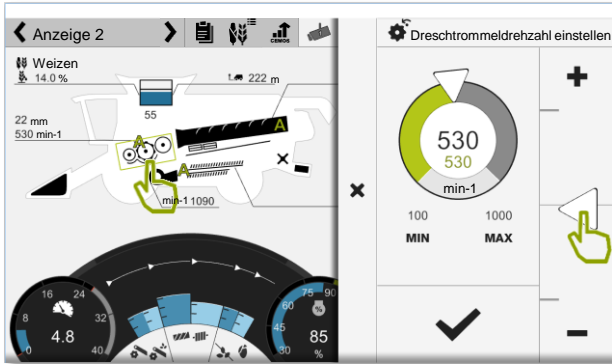 Anzeige 2
CEMOS
Dreschtrommeldrehzahl einstellen
Weizen
14.0 %
222 m
55
22 mm
530 min-1
A
A
A
min-1 1090
530
530
min-1
100
1000
MIN
MAX
16 24
8 32
0 40
4.8
75 90
60
45
30
%
85
%